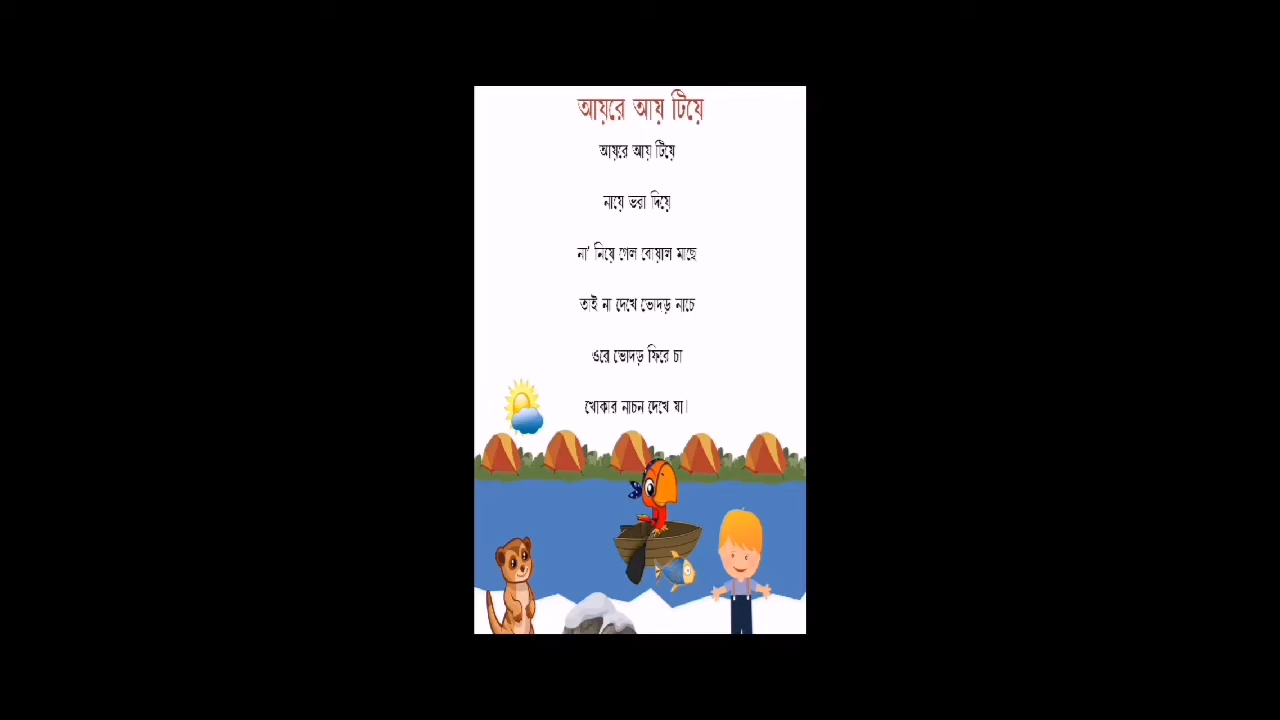 আয়রে আয় টিয়ে
আয়রে আয় টিয়ে
নায়ে ভরা দিয়ে
না' নিয়ে গেল বোয়াল মাছে
তাই না দেখে ভোদড় নাচে
ওরে ভোদড় ফিরে চা
খোকার নাচন দেখে যা।